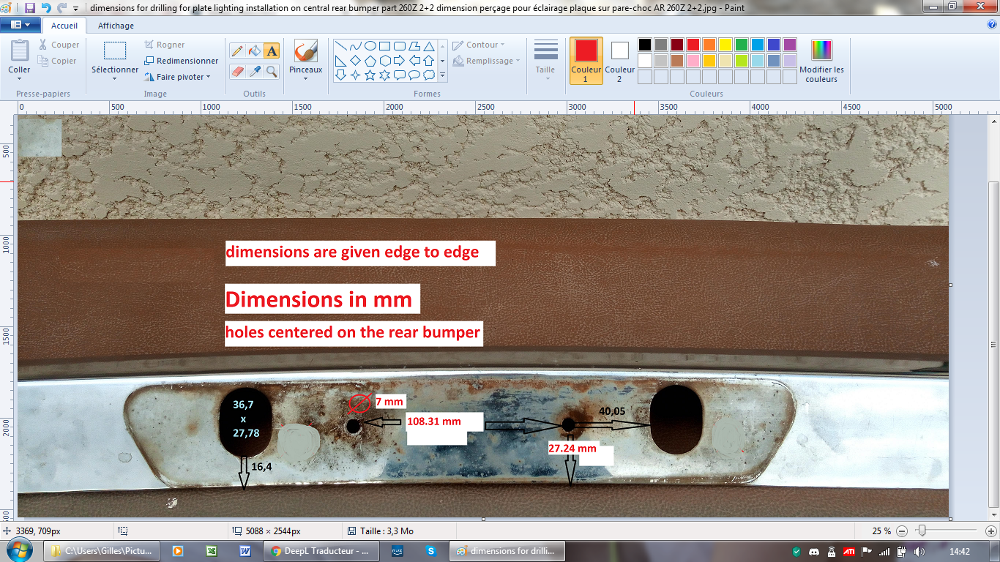 dimensions for drilling for plate lighting installation on central rear bumper part 260Z 2+2 dimension perçage pour éclairage plaque sur pare-choc AR 260Z 2+2.jpg - Paint
Accueil
Affichage
Coller
Couper
Copier
Presse-papiers
Sélectionner
Rogner
Redimensionner
Faire pivoter
Image
A
Outils
Pinceaux
Contour
Remplissage
Formes
Taille
Couleur 1
Couleur 2
Modifier les couleurs
Couleurs
0 500 1000 1500 2000 2500 3000 3500 4000 4500 5000
500
1000
1500
2000
dimensions are given edge to edge
Dimensions in mm
holes centered on the rear bumper
36,7
x
27,78
16,4
7 mm
108.31 mm
40,05
27.24 mm
3369, 709px
5088 × 2544px
Taille : 3,3 Mo
25 %
C:\Users\Gilles\Pictu...
DeepL Traducteur - ...
dimensions for drilli...
ATI
14:42